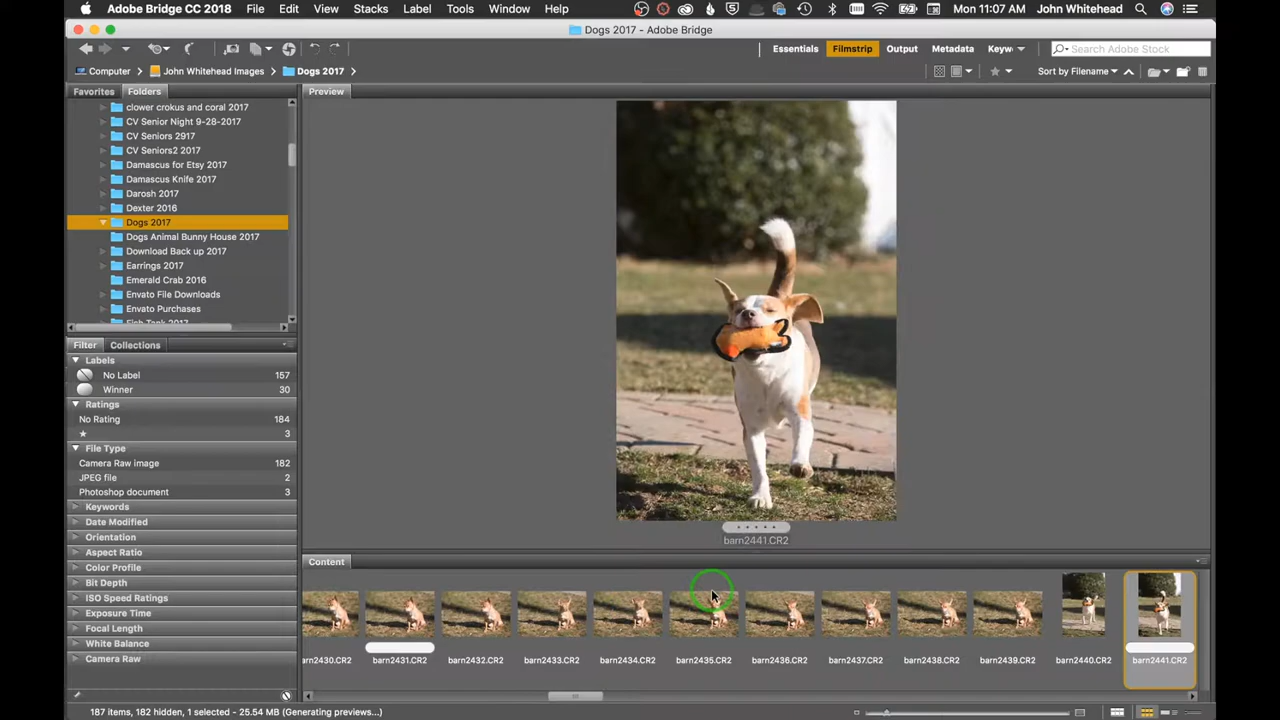 Adobe Bridge CC 2018 File Edit View Stacks Label Tools Window Help Mon 11:07 AM John Whitehead
Dogs 2017 - Adobe Bridge
Essentials Filmstrip Output Metadata Keyw Search Adobe Stock
Computer John Whitehead Images Dogs 2017 Sort by Filename
Favorites Folders Preview
clower crokus and coral 2017
CV Senior Night 9-28-2017
CV Seniors 2917
CV Seniors2 2017
Damascus for Etsy 2017
Damascus Knife 2017
Darosh 2017
Dexter 2016
Dogs 2017
Dogs Animal Bunny House 2017
Download Back up 2017
Earrings 2017
Emerald Crab 2016
Envato File Downloads
Envato Purchases
Fish Tank 2017
Filter Collections
Labels
No Label 157
Winner 30
Ratings
No Rating 184
★ 3
File Type
Camera Raw image 182
JPEG file 2
Photoshop document 3
Keywords
Date Modified
Orientation
Aspect Ratio
Color Profile
Bit Depth
ISO Speed Ratings
Exposure Time
Focal Length
White Balance
Camera Raw
barn2441.CR2
Content
barn2430.CR2 barn2431.CR2 barn2432.CR2 barn2433.CR2 barn2434.CR2 barn2435.CR2 barn2436.CR2 barn2437.CR2 barn2438.CR2 barn2439.CR2 barn2440.CR2 barn2441.CR2
187 items, 182 hidden, 1 selected - 25.54 MB (Generating previews...)